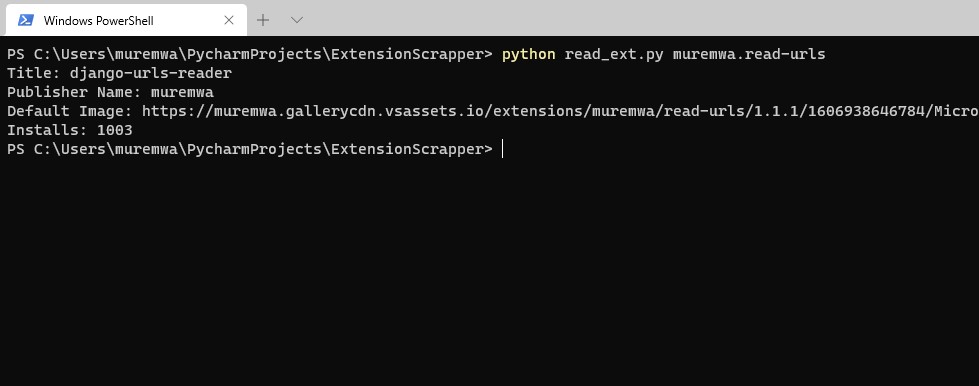 Windows PowerShell
PS C:\Users\muremwa\PycharmProjects\ExtensionScrapper> python read_ext.py muremwa.read-urls
Title: django-urls-reader
Publisher Name: muremwa
Default Image: https://muremwa.gallerycdn.vsassets.io/extensions/muremwa/read-urls/1.1.1/1606938646784/Micro
Installs: 1003
PS C:\Users\muremwa\PycharmProjects\ExtensionScrapper>